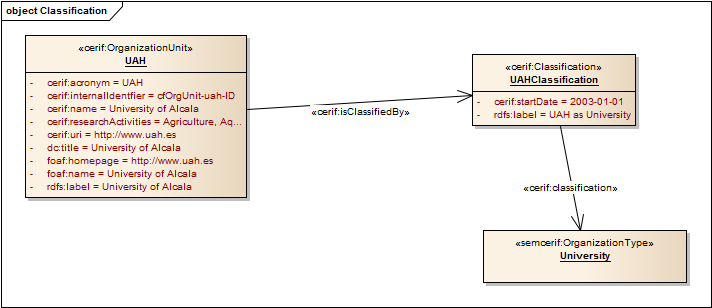 object Classification
«cerif:OrganizationUnit»
UAH
- cerif:acronym = UAH
- cerif:internalIdentfier = cfOrgUnit-uah-ID
- cerif:name = University of Alcala
- cerif:researchActivities = Agriculture, Aq...
- cerif:uri = http://www.uah.es
- dc:title = University of Alcala
- foaf:homepage = http://www.uah.es
- foaf:name = University of Alcala
- rdfs:label = University of Alcala
«cerif:isClassifiedBy»
«cerif:Classification»
UAHClassification
- cerif:startDate = 2003-01-01
- rdfs:label = UAH as University
«cerif:classification»
«semcerif:OrganizationType»
University